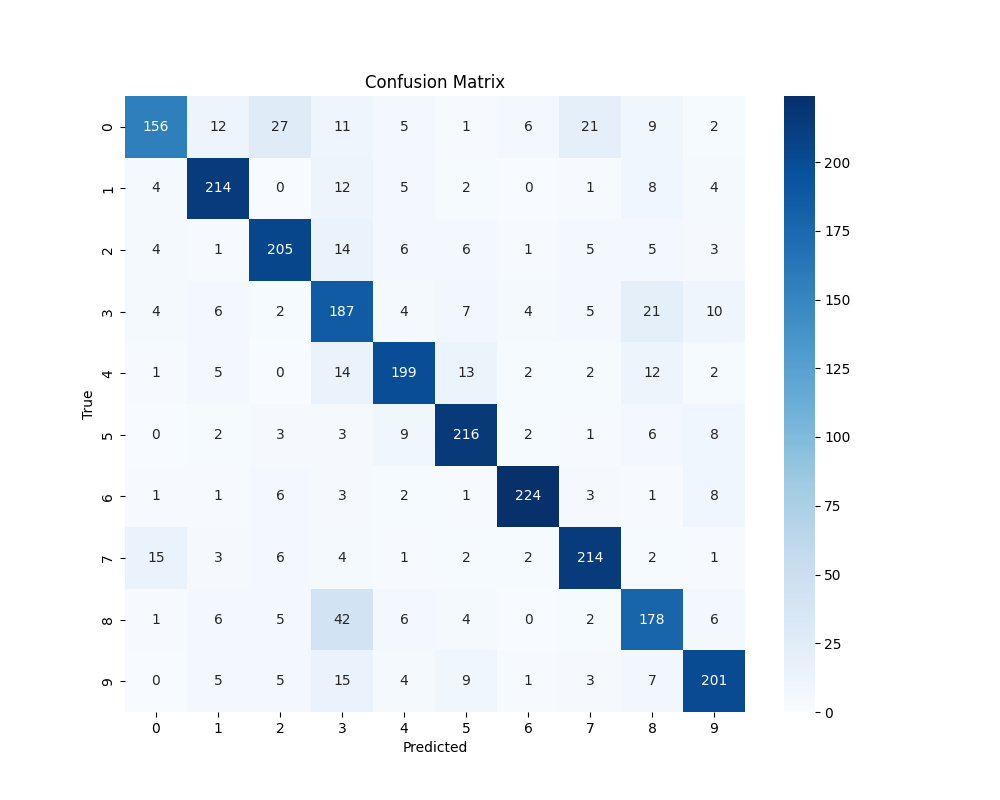 Confusion Matrix
0 156 12 27 11 5 1 6 21 9 2
1 4 214 0 12 5 2 0 1 8 4
2 4 1 205 14 6 6 1 5 5 3
3 4 6 2 187 4 7 4 5 21 10
4 1 5 0 14 199 13 2 2 12 2
5 0 2 3 3 9 216 2 1 6 8
6 1 1 6 3 2 1 224 3 1 8
7 15 3 6 4 1 2 2 214 2 1
8 1 6 5 42 6 4 0 2 178 6
9 0 5 5 15 4 9 1 3 7 201
0 1 2 3 4 5 6 7 8 9
Predicted
True
200
175
150
125
100
75
50
25
0